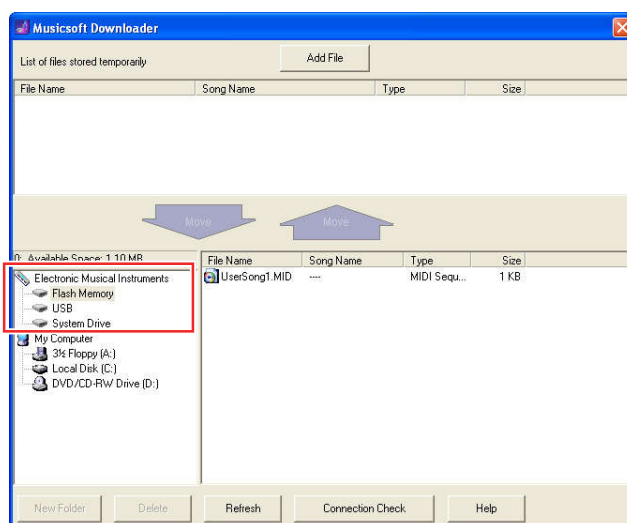 Musicsoft Downloader
List of files stored temporarily
Add File
File Name Song Name Type Size
Move Move
0: Available Space: 1.10 MB
File Name Song Name Type Size
UserSong1.MID ---- MIDI Sequ... 1 KB
Electronic Musical Instruments
Flash Memory
USB
System Drive
My Computer
3½ Floppy (A:)
Local Disk (C:)
DVD/CD-RW Drive (D:)
New Folder Delete Refresh Connection Check Help